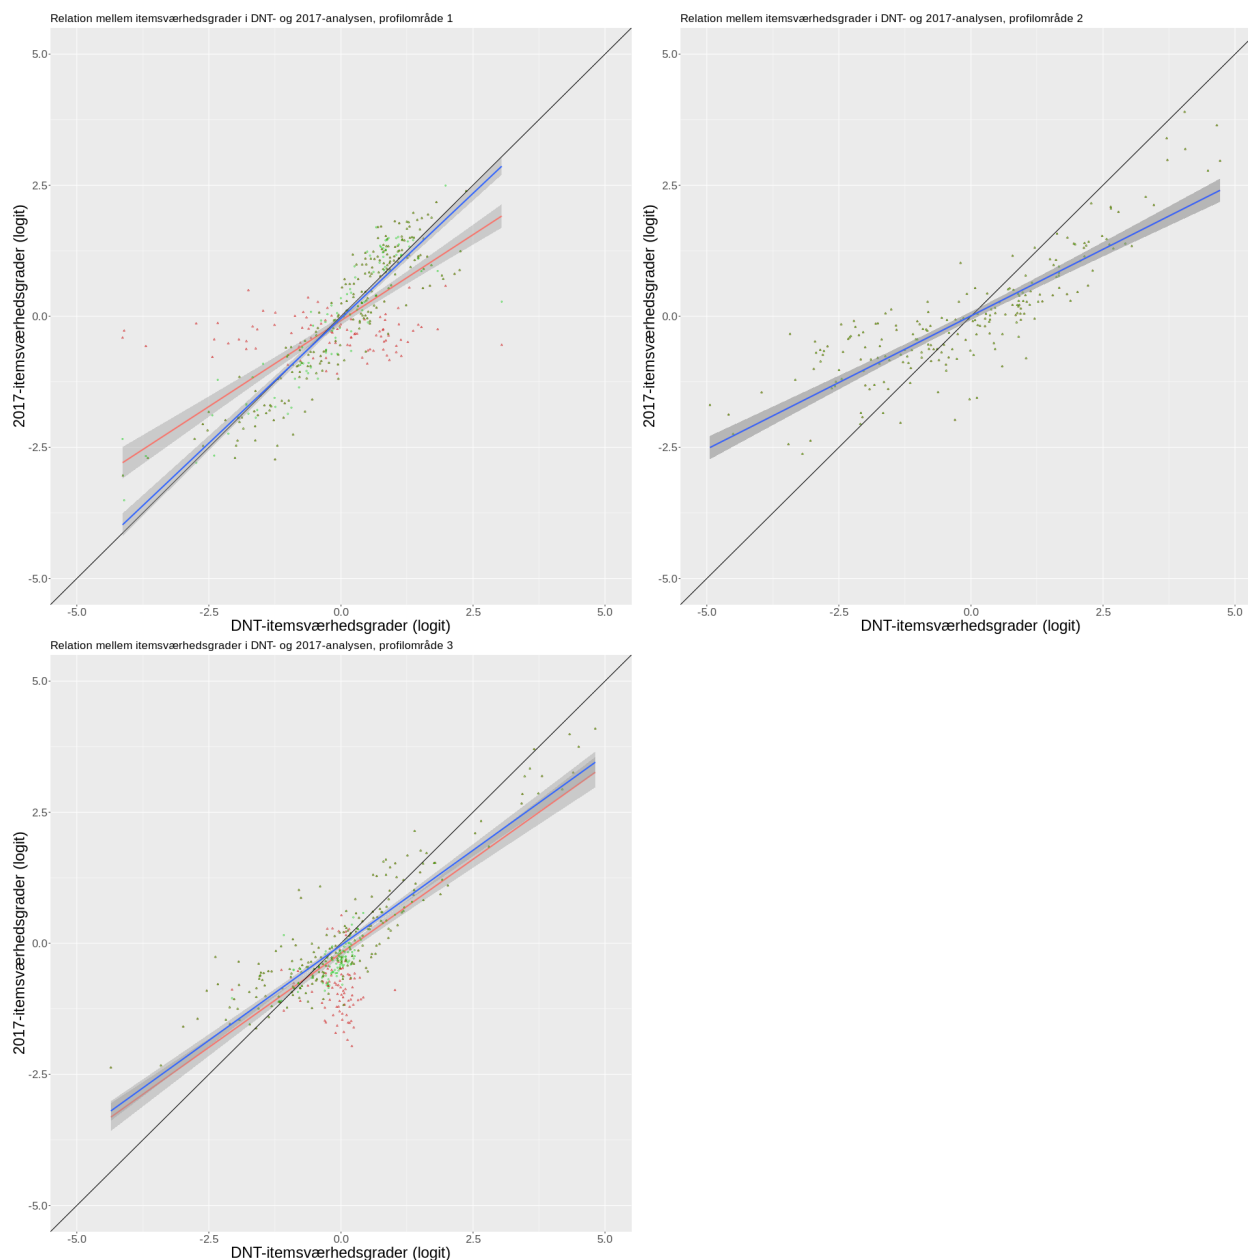 Relation mellem itemsværhedsgrader i DNT- og 2017-analysen, profilområde 1
5.0
2.5
0.0
-2.5
-5.0
2017-itemsværhedsgrader (logit)
-5.0 -2.5 0.0 2.5 5.0
DNT-itemsværhedsgrader (logit)
Relation mellem itemsværhedsgrader i DNT- og 2017-analysen, profilområde 2
5.0
2.5
0.0
-2.5
-5.0
2017-itemsværhedsgrader (logit)
-5.0 -2.5 0.0 2.5 5.0
DNT-itemsværhedsgrader (logit)
Relation mellem itemsværhedsgrader i DNT- og 2017-analysen, profilområde 3
5.0
2.5
0.0
-2.5
-5.0
2017-itemsværhedsgrader (logit)
-5.0 -2.5 0.0 2.5 5.0
DNT-itemsværhedsgrader (logit)